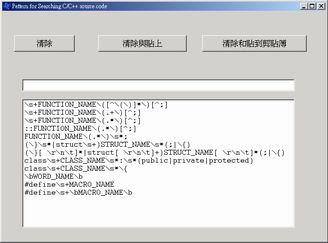 Pattern for Searching C/C++ source code
清除 清除與貼上 清除和貼到剪貼簿
\s+FUNCTION_NAME\([^\(\)]*\)[^;]
\s+FUNCTION_NAME\(.+\)[^;]
\s+FUNCTION_NAME\(.*\)[^;]
::FUNCTION_NAME\(.*\)[^;]
FUNCTION_NAME\(.*\)\s*;
(\}\s*|struct\s+)STRUCT_NAME\s*(;|\{)
(\}[ \r\n\t]*|struct[ \r\n\t]+)STRUCT_NAME[ \r\n\t]*(;|\{)
class\s+CLASS_NAME\s*:\s*(public|private|protected)
class\s+CLASS_NAME\s*\{
\bWORD_NAME\b
#define\s+MACRO_NAME
#define\s+\bMACRO_NAME\b